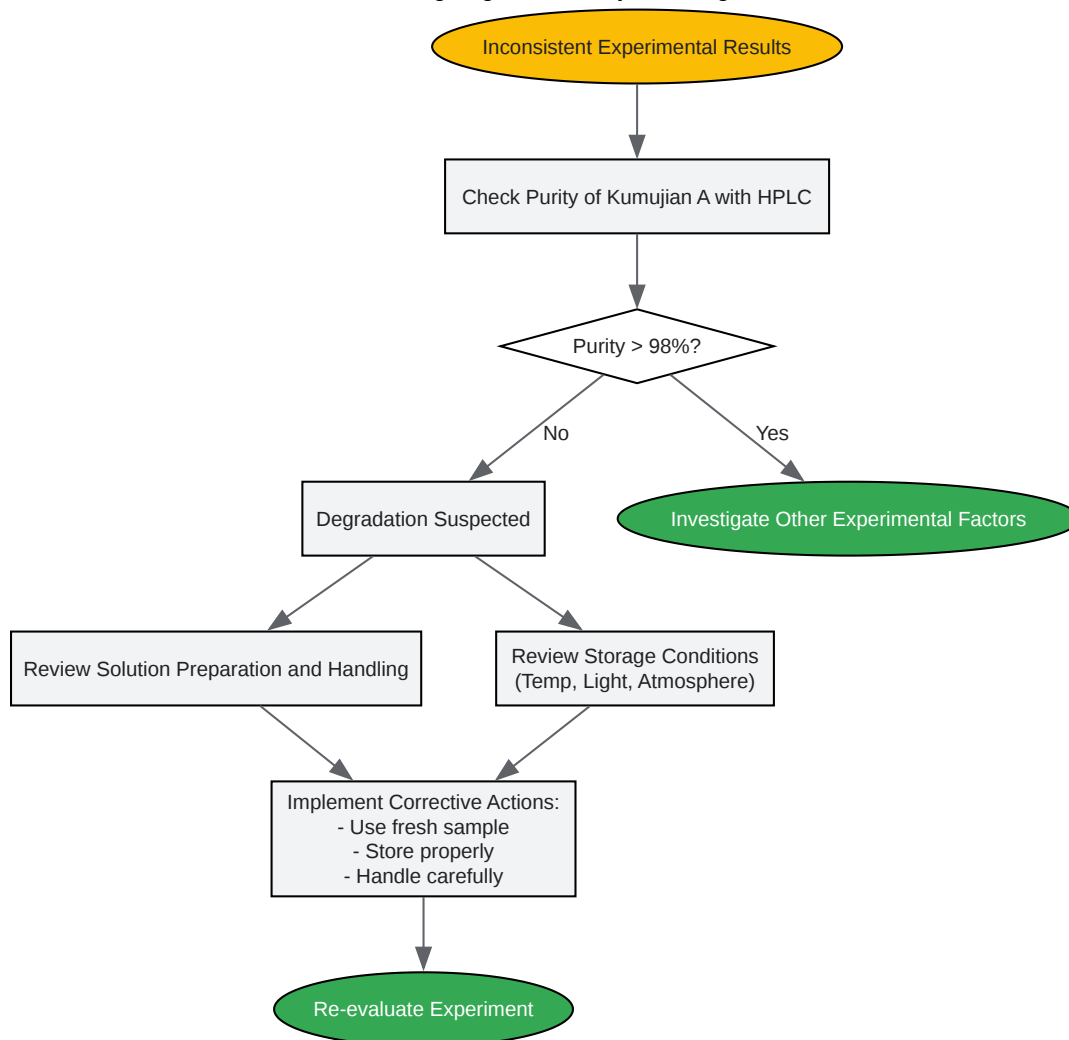 Inconsistent Experimental Results
Check Purity of Kumujian A with HPLC
Purity > 98%?
No
Yes
Degradation Suspected
Investigate Other Experimental Factors
Review Solution Preparation and Handling
Review Storage Conditions
(Temp, Light, Atmosphere)
Implement Corrective Actions:
- Use fresh sample
- Store properly
- Handle carefully
Re-evaluate Experiment